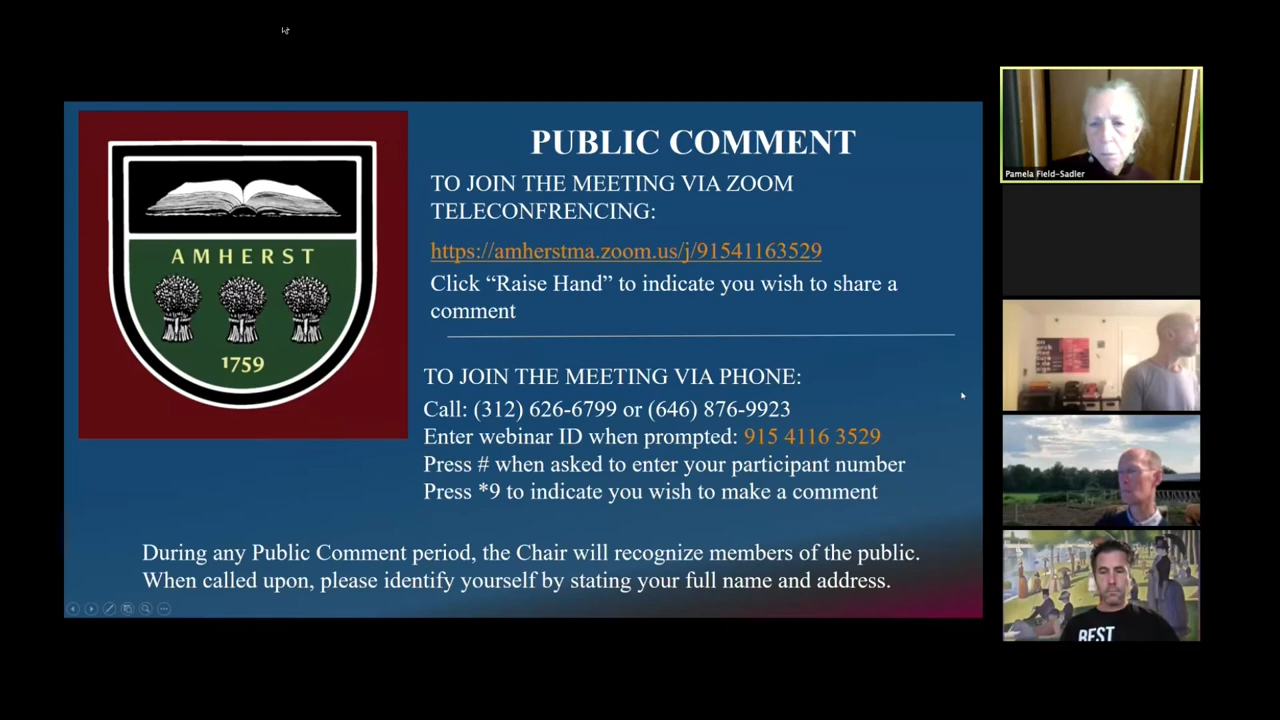 AMHERST
1759
PUBLIC COMMENT
TO JOIN THE MEETING VIA ZOOM
TELECONFRENCING:
https://amherstma.zoom.us/j/91541163529
Click “Raise Hand” to indicate you wish to share a
comment
TO JOIN THE MEETING VIA PHONE:
Call: (312) 626-6799 or (646) 876-9923
Enter webinar ID when prompted: 915 4116 3529
Press # when asked to enter your participant number
Press *9 to indicate you wish to make a comment
During any Public Comment period, the Chair will recognize members of the public.
When called upon, please identify yourself by stating your full name and address.
Pamela Field-Sadler
BEST